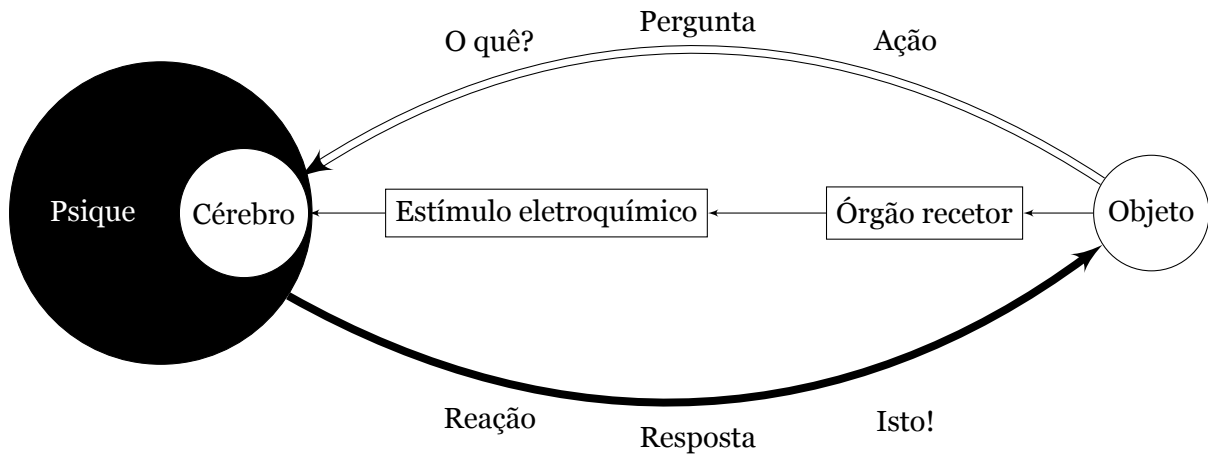 O quê? Pergunta Ação
Psique Cérebro Estímulo eletroquímico Órgão recetor Objeto
Reação Resposta Isto!